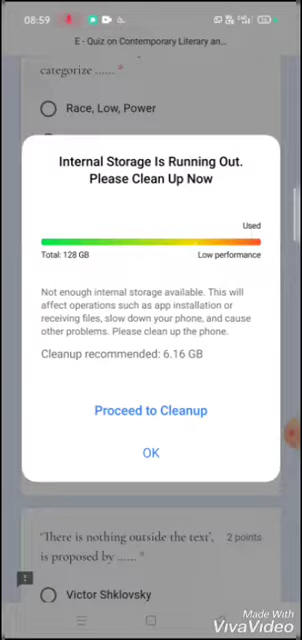 08:59
E - Quiz on Contemporary Literary an...
categorize ...... *
Race, Low, Power
Internal Storage Is Running Out.
Please Clean Up Now
Used
Total: 128 GB
Low performance
Not enough internal storage available. This will
affect operations such as app installation or
receiving files, slow down your phone, and cause
other problems. Please clean up the phone.
Cleanup recommended: 6.16 GB
Proceed to Cleanup
OK
'There is nothing outside the text', 2 points
is proposed by ...... *
Victor Shklovsky
Made With
VivaVideo